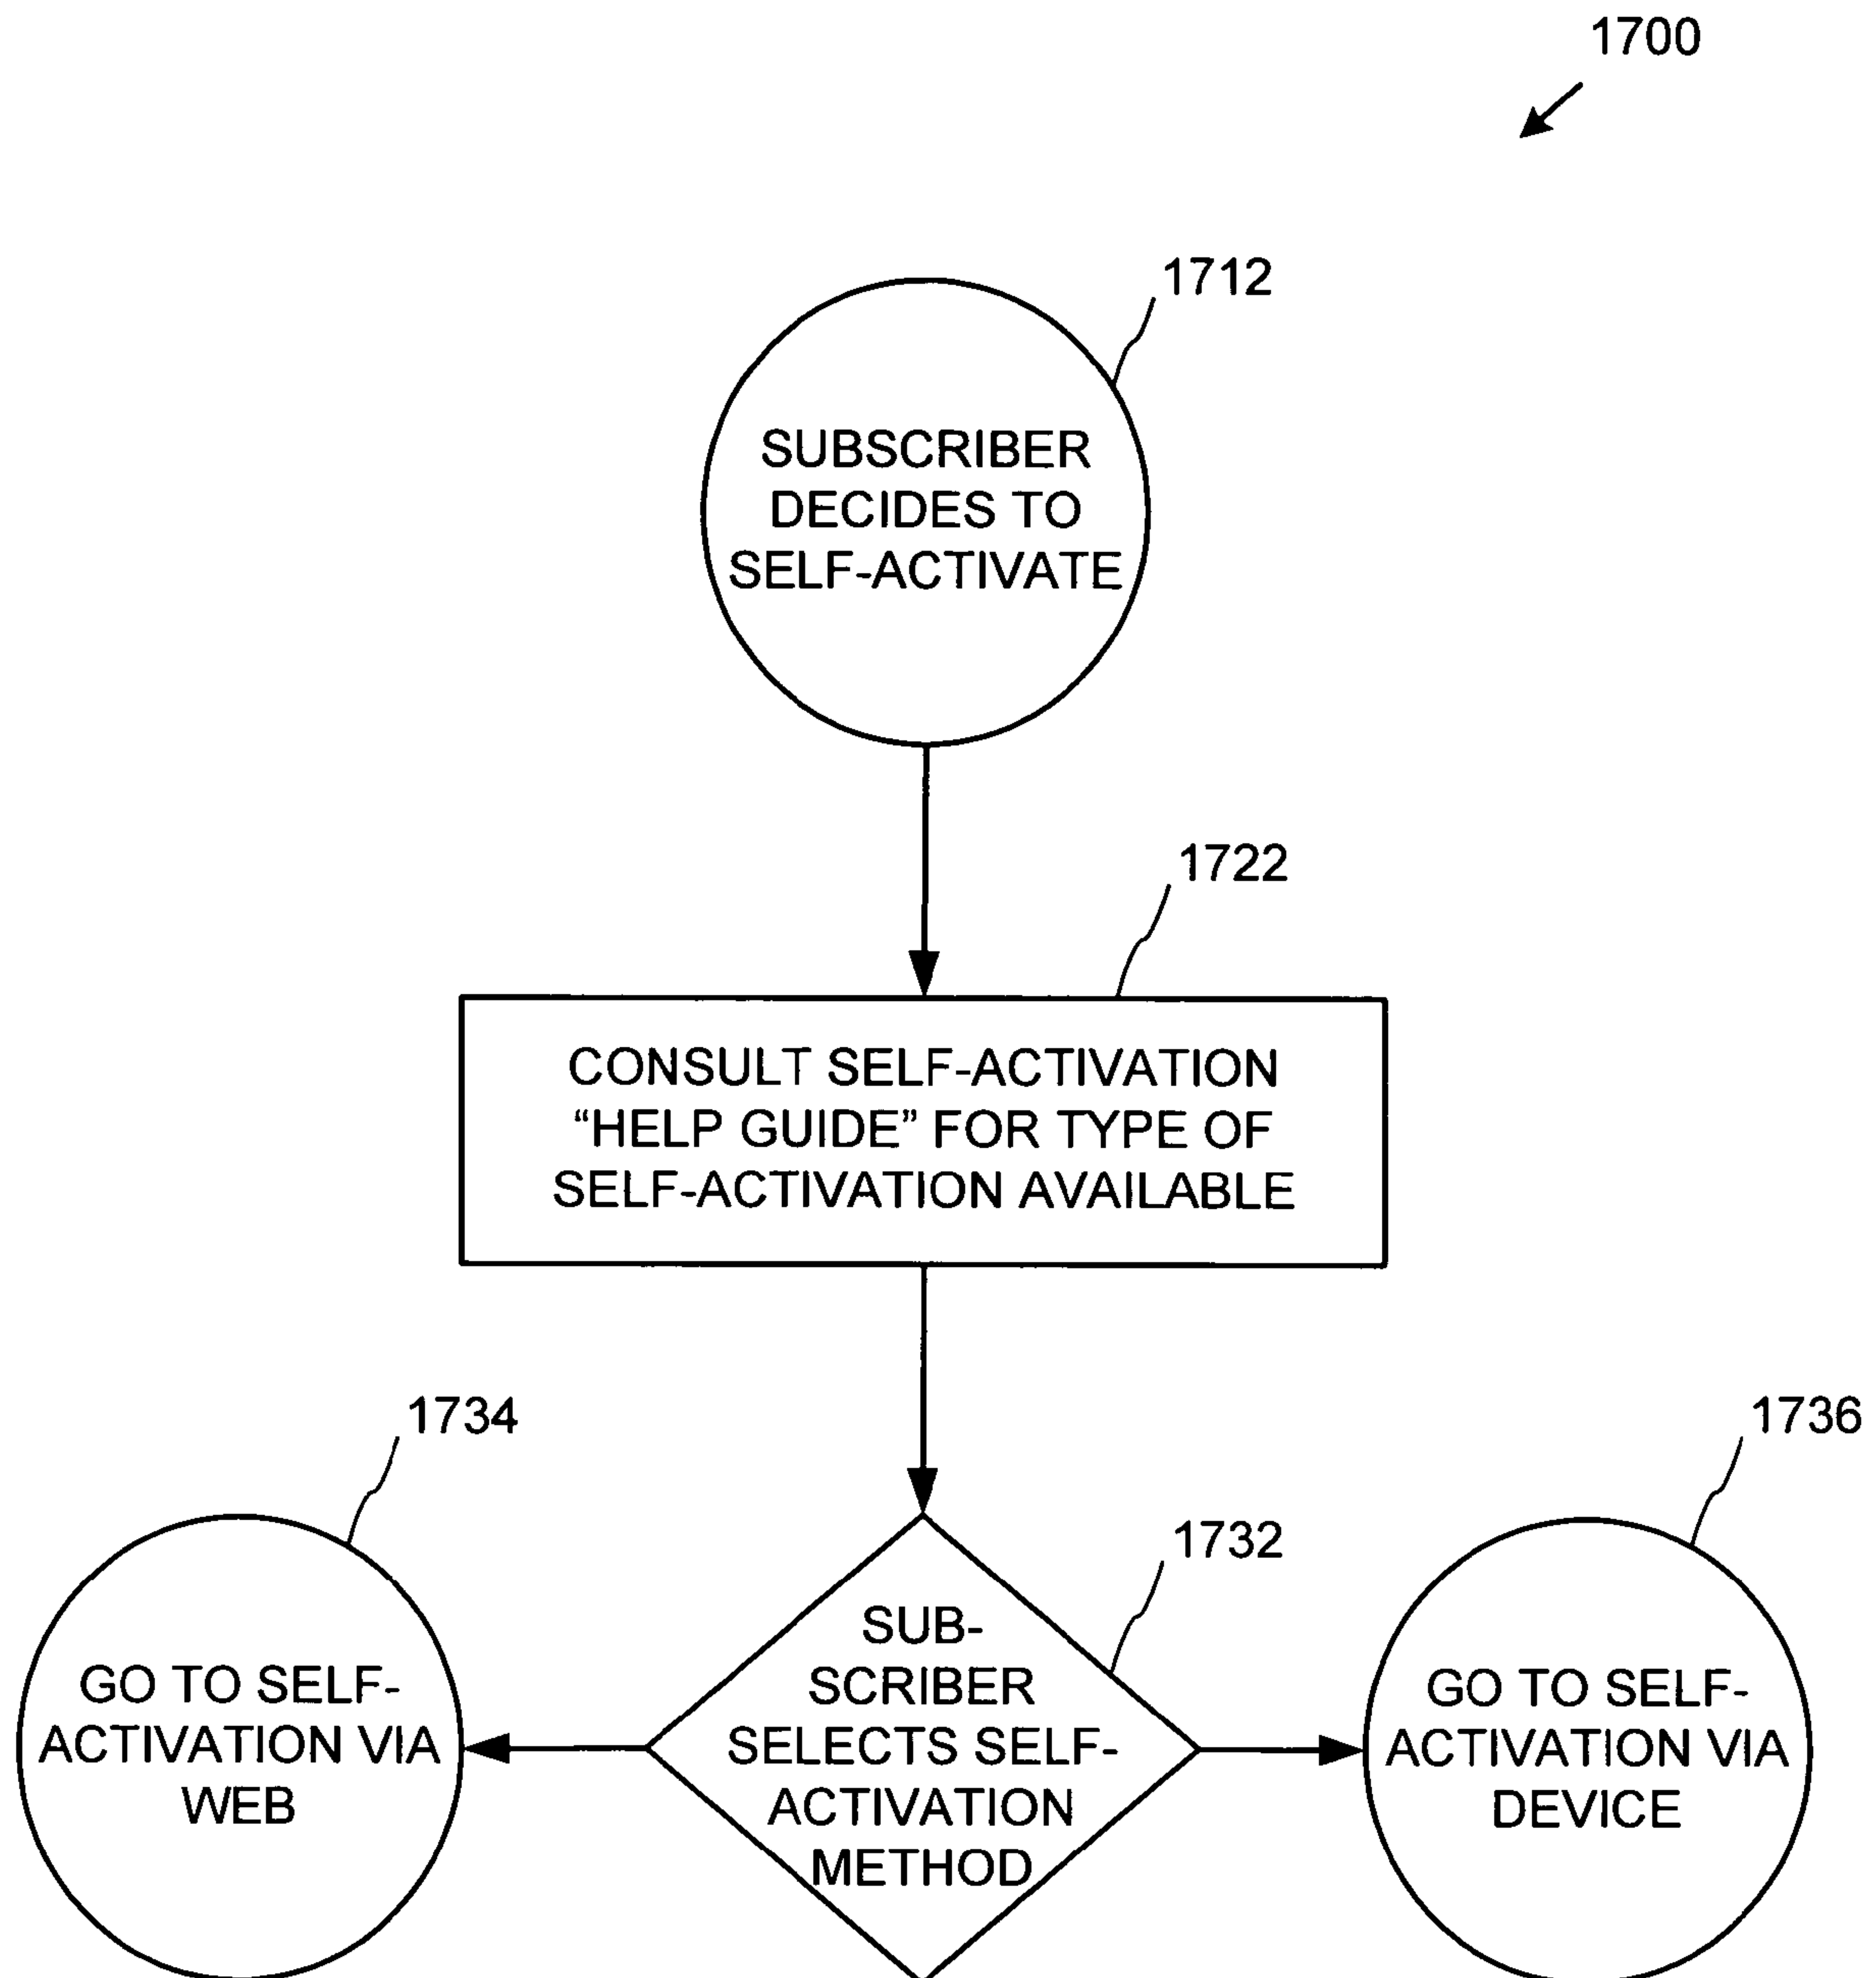 1700
1712
SUBSCRIBER
DECIDES TO
SELF-ACTIVATE
1722
CONSULT SELF-ACTIVATION
“HELP GUIDE” FOR TYPE OF
SELF-ACTIVATION AVAILABLE
1734
1736
1732
GO TO SELF-
ACTIVATION VIA
WEB
SUB-
SCRIBER
SELECTS SELF-
ACTIVATION
METHOD
GO TO SELF-
ACTIVATION VIA
DEVICE